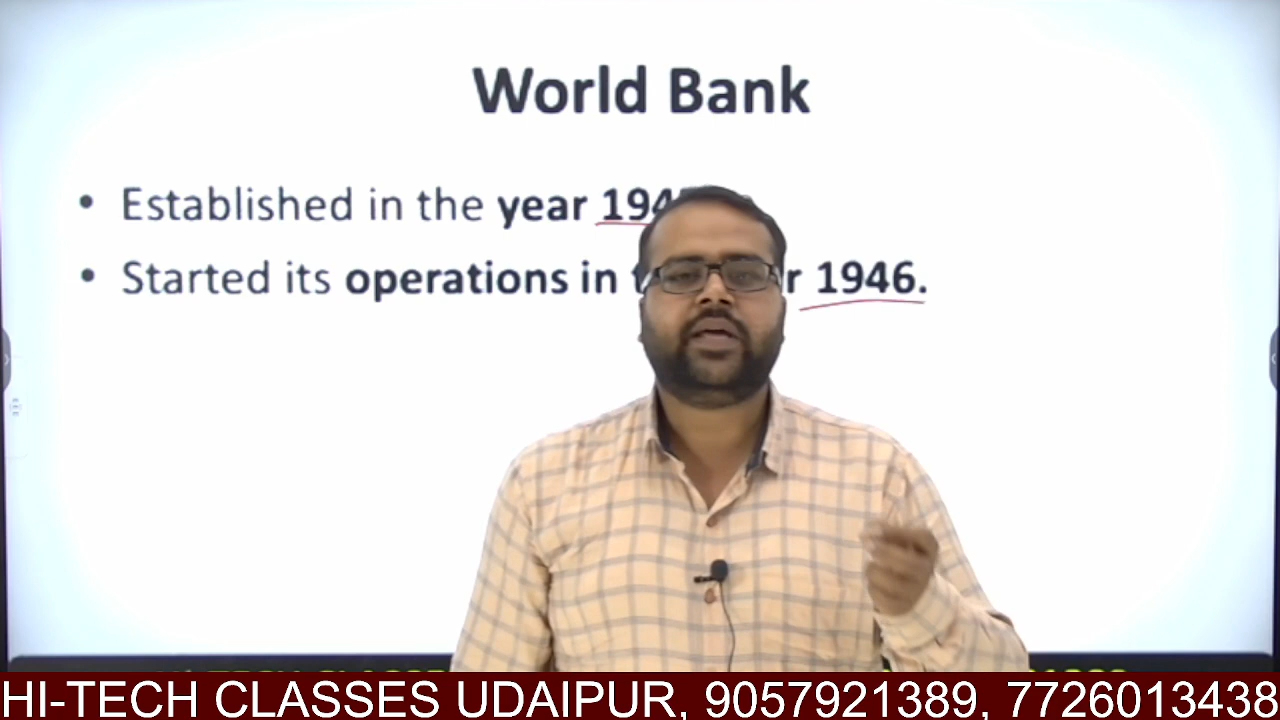 World Bank
• Established in the year 194
• Started its operations in 1946.
HI-TECH CLASSES UDAIPUR, 9057921389, 7726013438